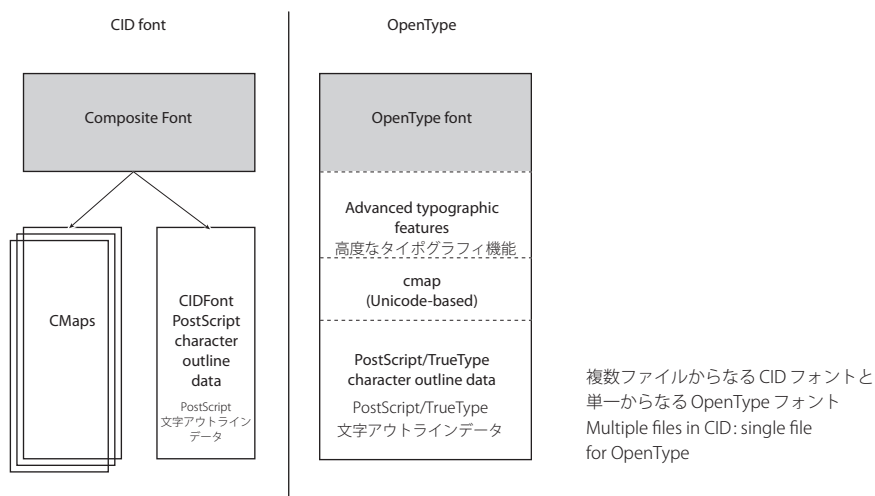 CID font
Composite Font
CMaps
CIDFont
PostScript
character
outline
data
PostScript
文字アウトライン
データ
OpenType
OpenType font
Advanced typographic
features
高度なタイポグラフィ機能
cmap
(Unicode-based)
PostScript/TrueType
character outline data
PostScript/TrueType
文字アウトラインデータ
複数ファイルからなる CID フォントと
単一からなる OpenType フォント
Multiple files in CID: single file
for OpenType